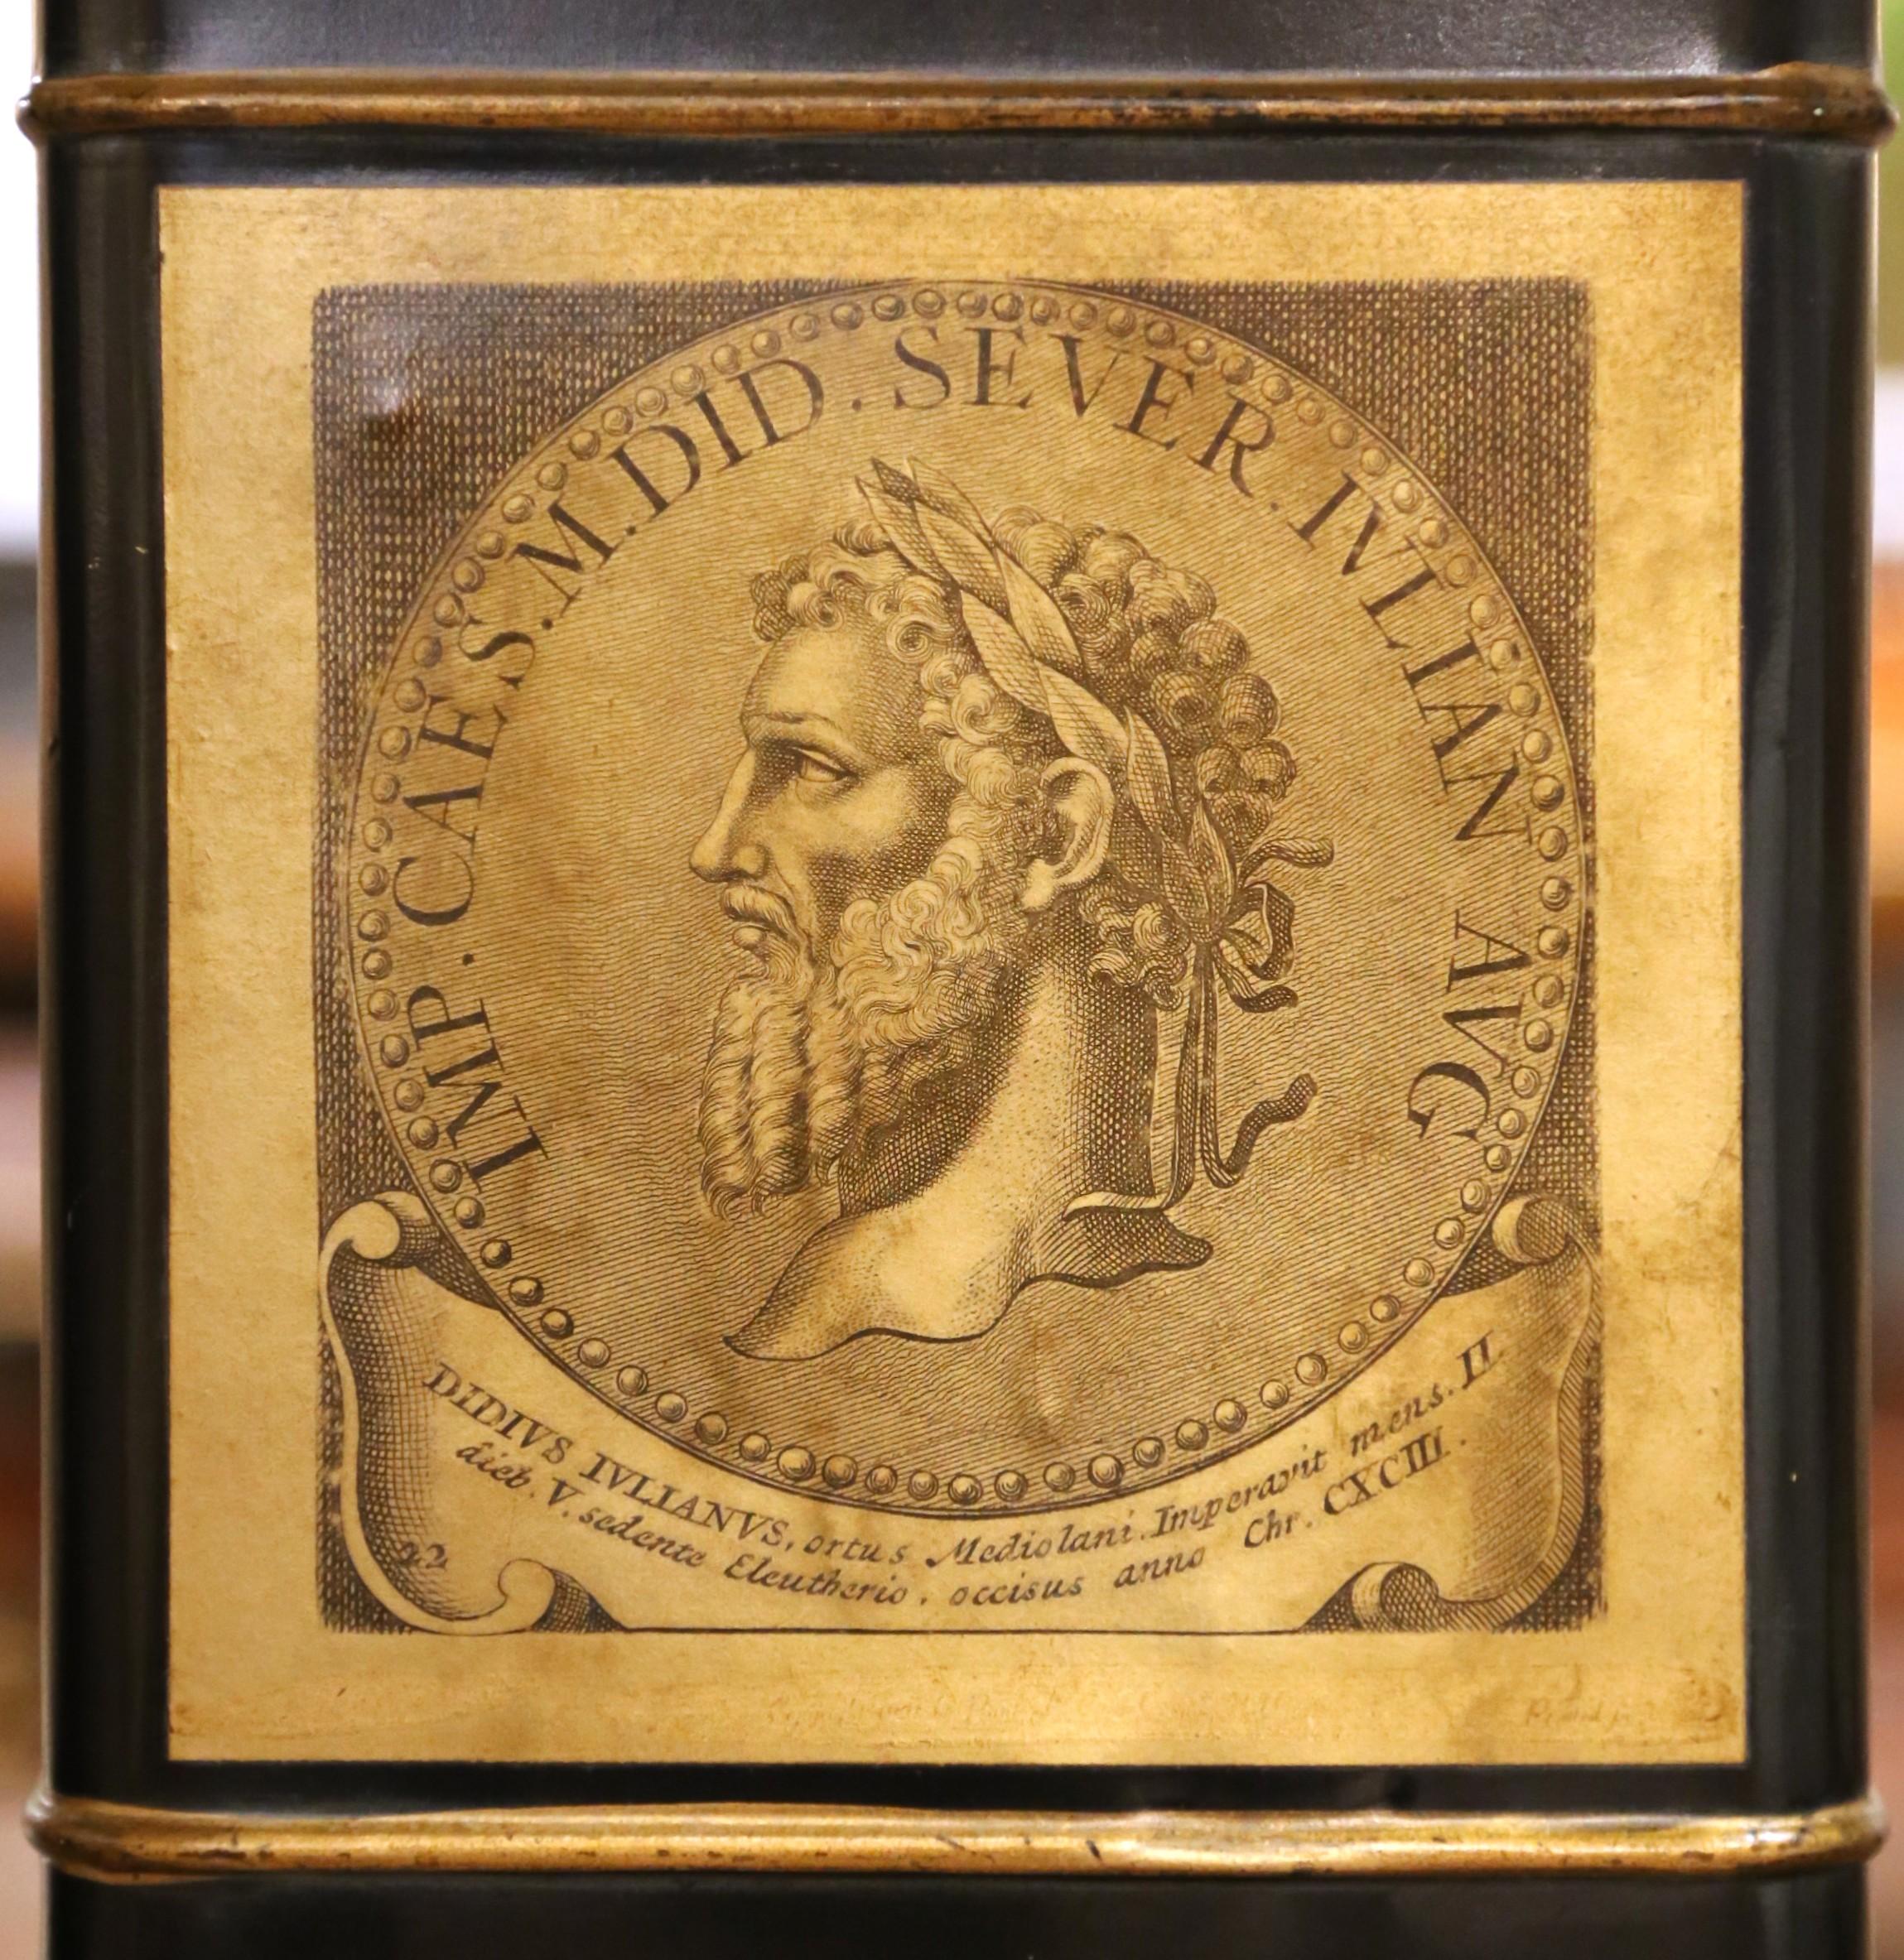 IMP. CAES. M. DID. SEVER. IVLIAN AVG
DIDIVS IVLIANVS, ortus Mediolani. Imperavit mens. II
dieb. V. sedente Eleutherio, occisus anno Chr. CXCIII.
22